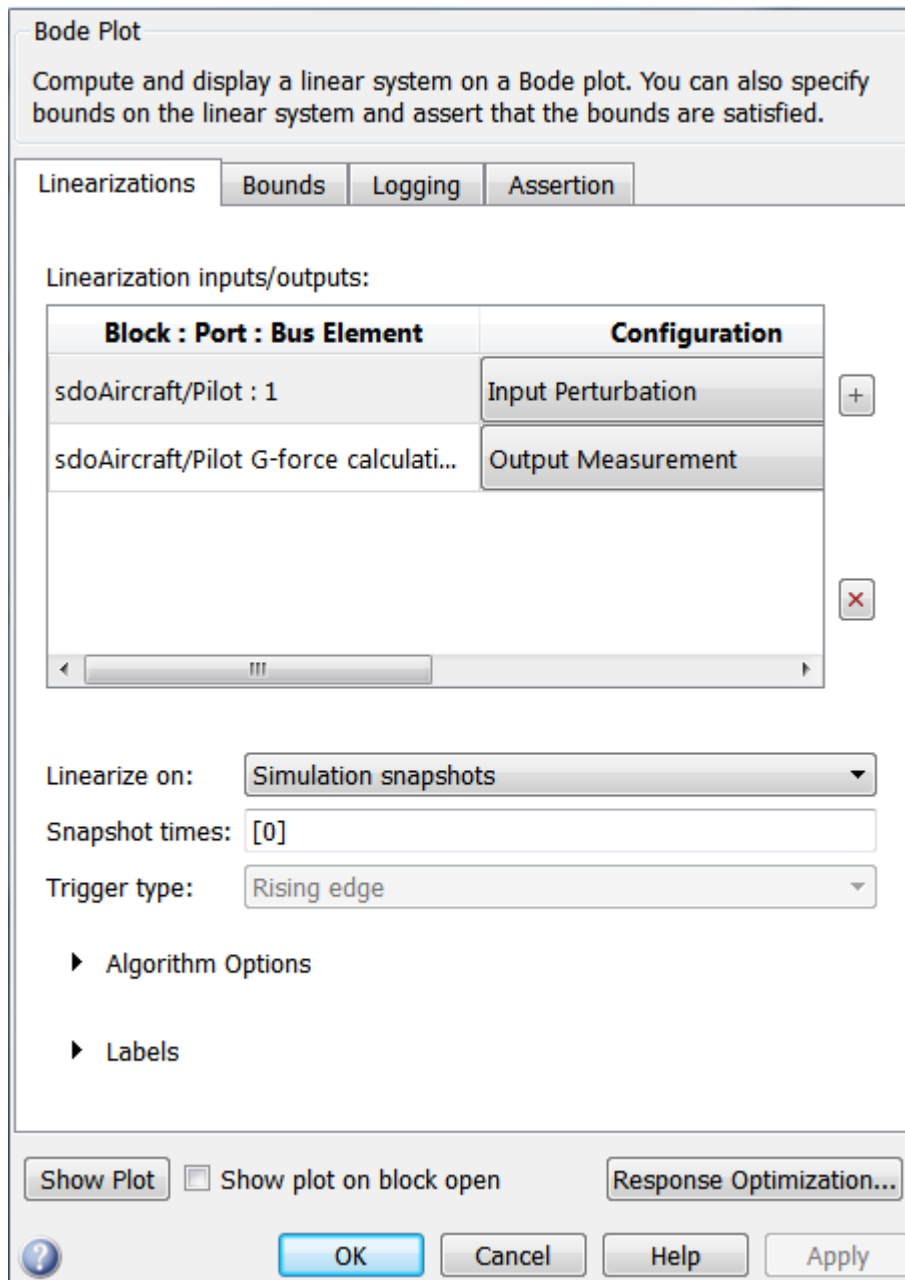 Bode Plot
Compute and display a linear system on a Bode plot. You can also specify
bounds on the linear system and assert that the bounds are satisfied.
Linearizations Bounds Logging Assertion
Linearization inputs/outputs:
Block : Port : Bus Element Configuration
sdoAircraft/Pilot : 1 Input Perturbation
sdoAircraft/Pilot G-force calculati... Output Measurement
Linearize on: Simulation snapshots
Snapshot times: [0]
Trigger type: Rising edge
Algorithm Options
Labels
Show Plot Show plot on block open Response Optimization...
OK Cancel Help Apply